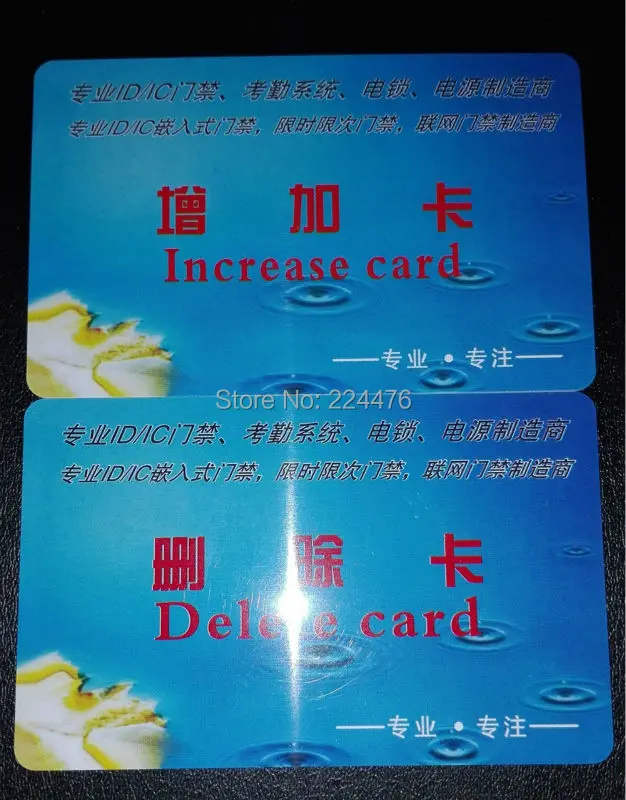 专业ID/IC门禁、考勤系统、电锁、电源制造商
专业ID/IC嵌入式门禁，限时限次门禁，联网门禁制造商
增 加 卡
Increase card
——专业 • 专注——
Store No: 224476
专业ID/IC门禁、考勤系统、电锁、电源制造商
专业ID/IC嵌入式门禁，限时限次门禁，联网门禁制造商
删 除 卡
Delete card
——专业 • 专注——